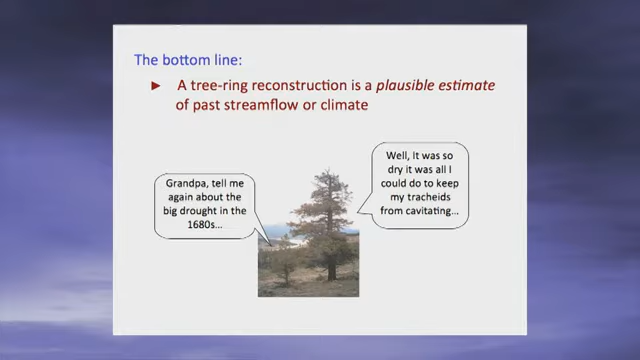 The bottom line:
► A tree-ring reconstruction is a plausible estimate
of past streamflow or climate
Grandpa, tell me
again about the
big drought in the
1680s...
Well, it was so
dry it was all I
could do to keep
my tracheids
from cavitating...